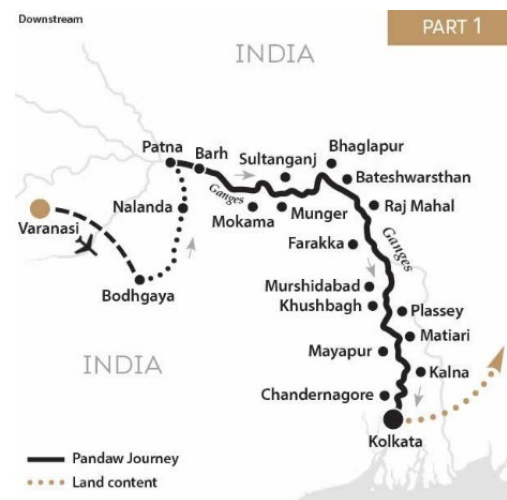 Downstream
PART 1
INDIA
Patna
Barh
Sultanganj
Bhaglapur
Bateshwarsthan
Ganges
Nalanda
Mokama
Munger
Raj Mahal
Varanasi
Farakka
Ganges
Bodhgaya
Murshidabad
Khushbagh
Plassey
Matiari
Mayapur
INDIA
Kalna
Chandernagore
Kolkata
Pandaw Journey
Land content